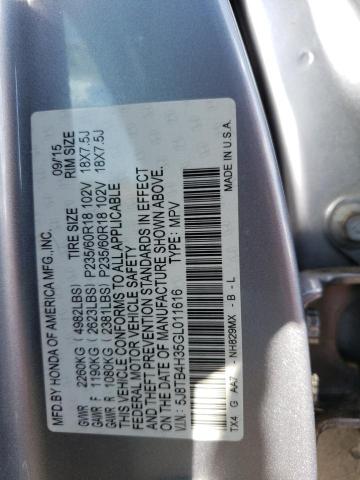 MFD.BY HONDA OF AMERICA MFG.,INC. 09/15
TIRE SIZE RIM SIZE
GVWR 2260KG (4982LBS)
GAWR F 1190KG (2623LBS) P235/60R18 102V 18X7.5J
GAWR R 1080KG (2381LBS) P235/60R18 102V 18X7.5J
THIS VEHICLE CONFORMS TO ALL APPLICABLE
FEDERAL MOTOR VEHICLE SAFETY
AND THEFT PREVENTION STANDARDS IN EFFECT
ON THE DATE OF MANUFACTURE SHOWN ABOVE.
V.I.N: 5J8TB4H35GL011616 TYPE: MPV
TX4 G AA7 - NH829MX - B - L MADE IN U.S.A.